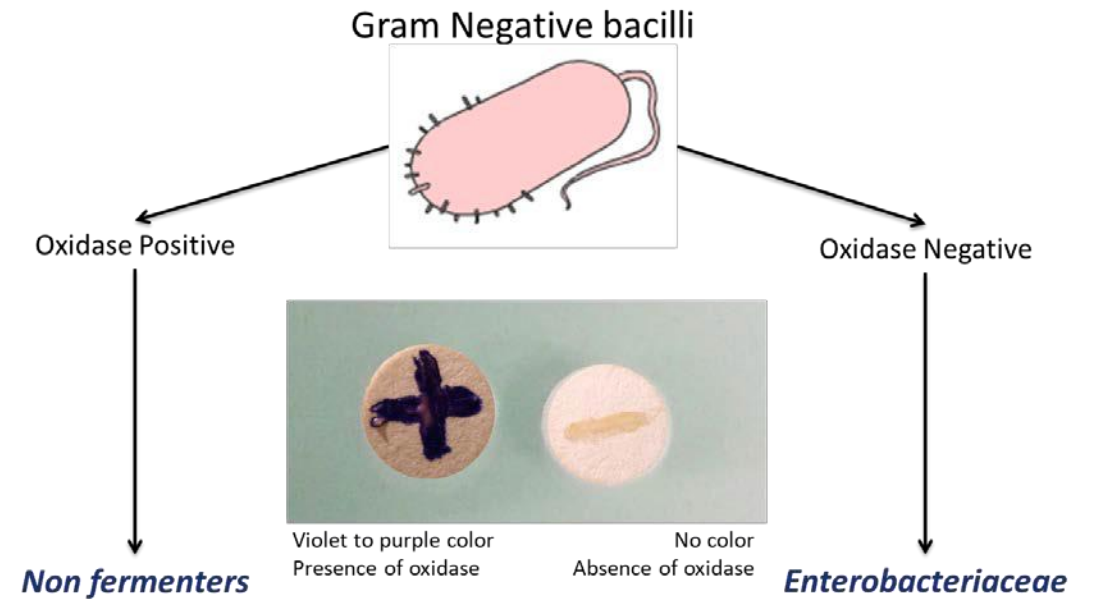 Gram Negative bacilli
Oxidase Positive
Oxidase Negative
Violet to purple color
Presence of oxidase
No color
Absence of oxidase
Non fermenters
Enterobacteriaceae